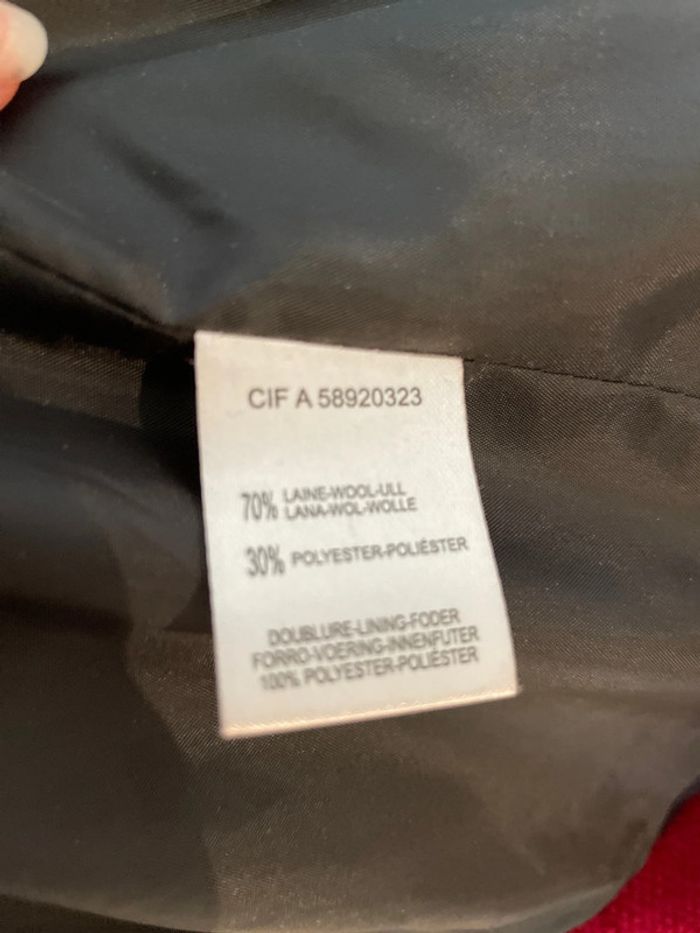 CIF A 58920323
70% LAINE-WOOL-ULL
LANA-WOL-WOLLE
30% POLYESTER-POLIÉSTER
DOUBLURE-LINING-FODER
FORRO-VOERING-INNENFUTER
100% POLYESTER-POLIÉSTER